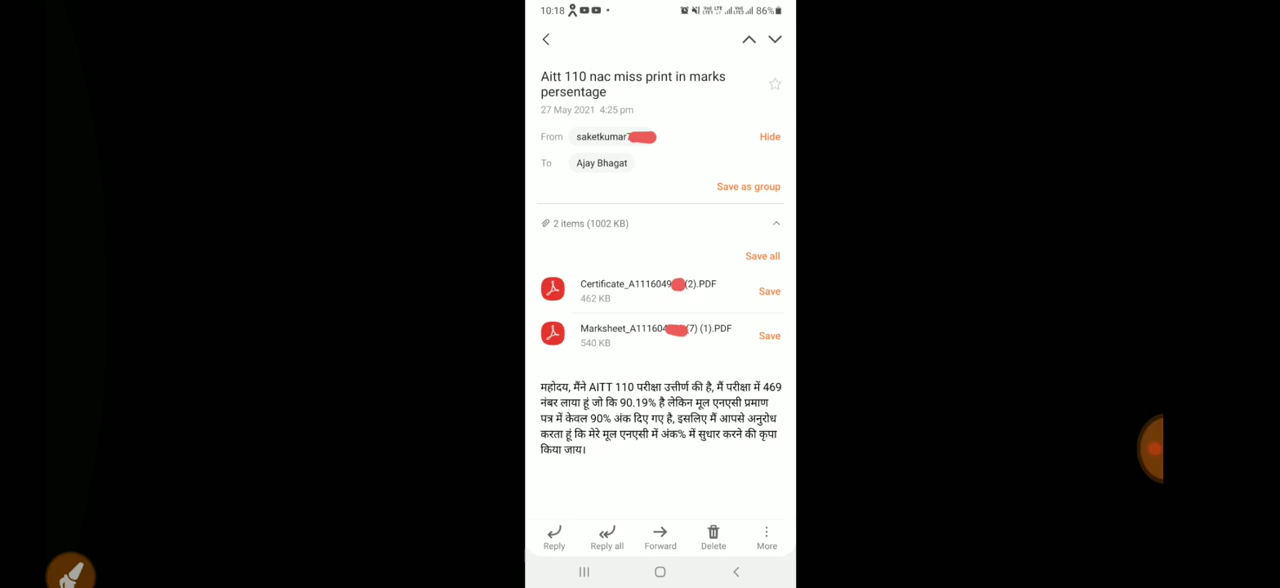 10:18 86%
Aitt 110 nac miss print in marks
persentage
27 May 2021 4:25 pm
From saketkumar Hide
To Ajay Bhagat
Save as group
2 items (1002 KB)
Save all
Certificate_A1116049 (2).PDF
462 KB
Save
Marksheet_A11160 (7) (1).PDF
540 KB
Save
महोदय, मैंने AITT 110 परीक्षा उत्तीर्ण की है, मैं परीक्षा में 469
नंबर लाया हूं जो कि 90.19% है लेकिन मूल एनएसी प्रमाण
पत्र में केवल 90% अंक दिए गए है, इसलिए मैं आपसे अनुरोध
करता हूं कि मेरे मूल एनएसी में अंक% में सुधार करने की कृपा
किया जाय।
Reply Reply all Forward Delete More